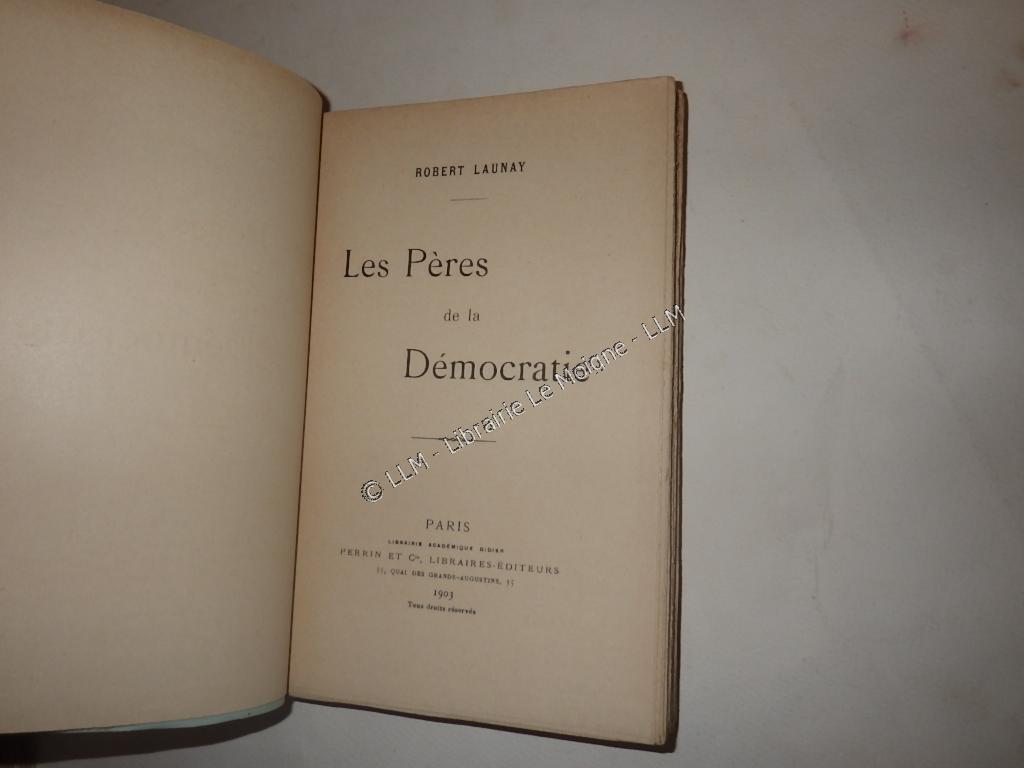 ROBERT LAUNAY
Les Pères
de la
Démocratie
© LLM - Librairie Le Moigne - LLM
PARIS
LIBRAIRIE ACADÉMIQUE DIDIER
PERRIN ET Cie, LIBRAIRES-ÉDITEURS
35, QUAI DES GRANDS-AUGUSTINS, 35
1903
Tous droits réservés